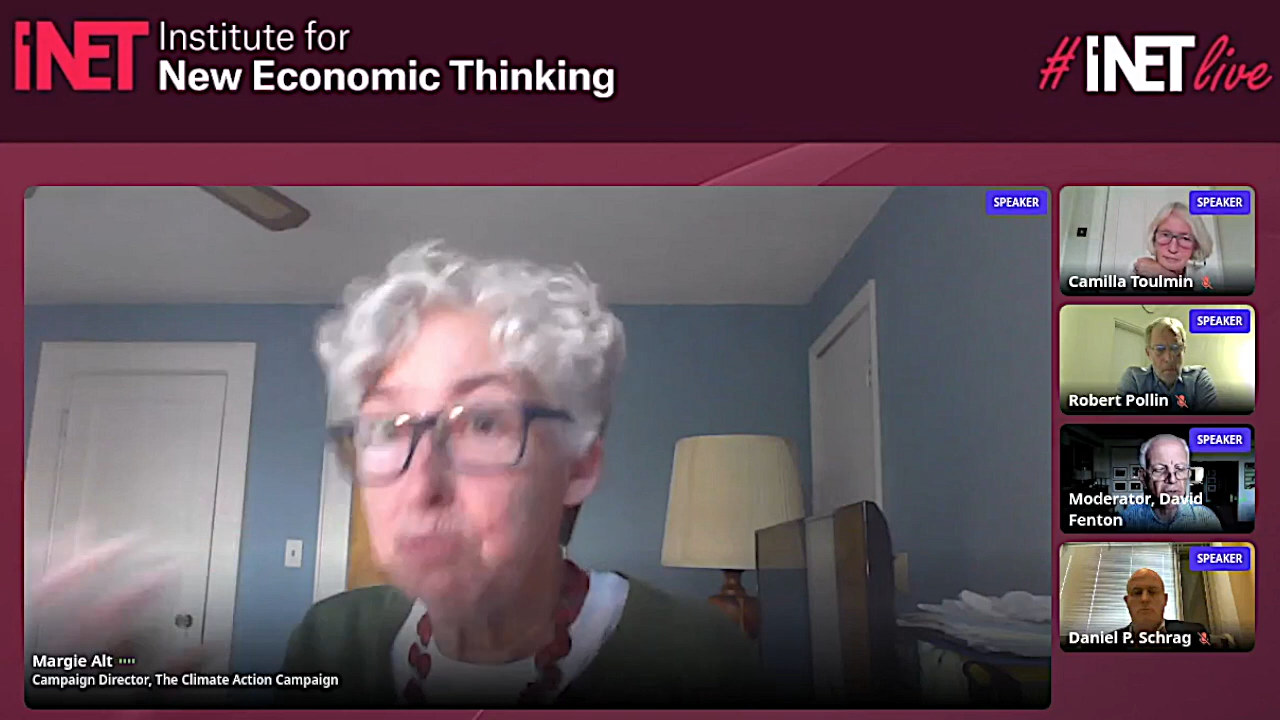 iNET Institute for
New Economic Thinking
# iNET live
SPEAKER
Margie Alt
Campaign Director, The Climate Action Campaign
SPEAKER
Camilla Toulmin
SPEAKER
Robert Pollin
SPEAKER
Moderator, David
Fenton
SPEAKER
Daniel P. Schrag